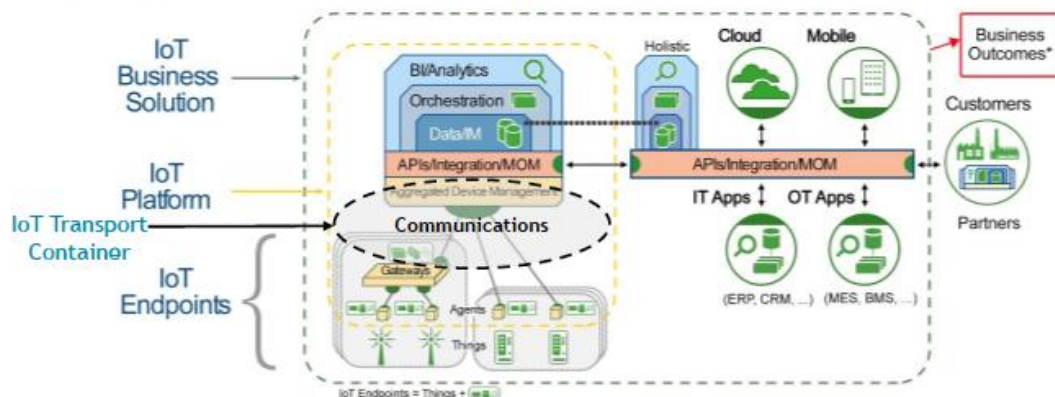 IoT
Business
Solution
IoT
Platform
IoT Transport
Container
IoT
Endpoints
BI/Analytics
Orchestration
Data/IM
APIs/Integration/MOM
Aggregated Device Management
Communications
Gateways
Agents
Things
IoT Endpoints = Things +
Holistic
Cloud
Mobile
APIs/Integration/MOM
IT Apps
OT Apps
(ERP, CRM, ...)
(MES, BMS, ...)
Business
Outcomes*
Customers
Partners